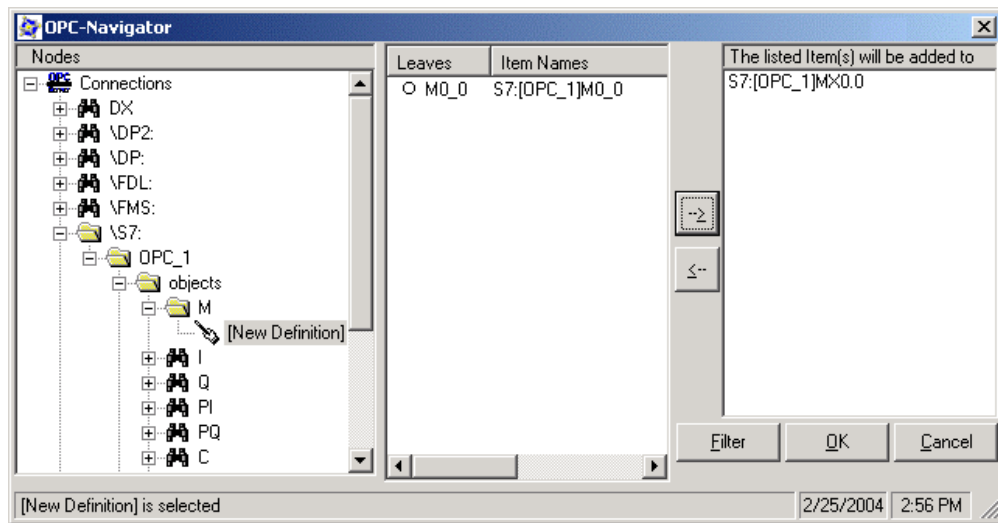 OPC-Navigator
Nodes
Connections
DX
\DP2:
\DP:
\FDL:
\FMS:
\S7:
OPC_1
objects
M
[New Definition]
I
Q
PI
PQ
C
Leaves Item Names
M0_0 S7:[OPC_1]M0_0
-->
<--
The listed Item(s) will be added to
S7:[OPC_1]MX0.0
Filter OK Cancel
[New Definition] is selected 2/25/2004 2:56 PM